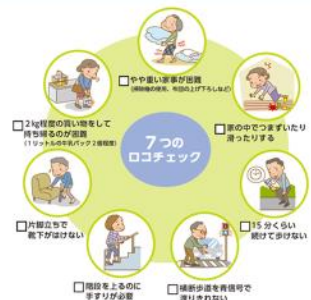 □やや重い家事が困難
(掃除機の使用、布団の上げ下ろしなど)
□2kg程度の買い物をして
持ち帰るのが困難
(1リットルの牛乳パック2個程度)
□家の中でつまずいたり
滑ったりする
7つの
ロコチェック
□片脚立ちで
靴下がはけない
□15分くらい
続けて歩けない
□階段を上るのに
手すりが必要
□横断歩道を青信号で
渡りきれない